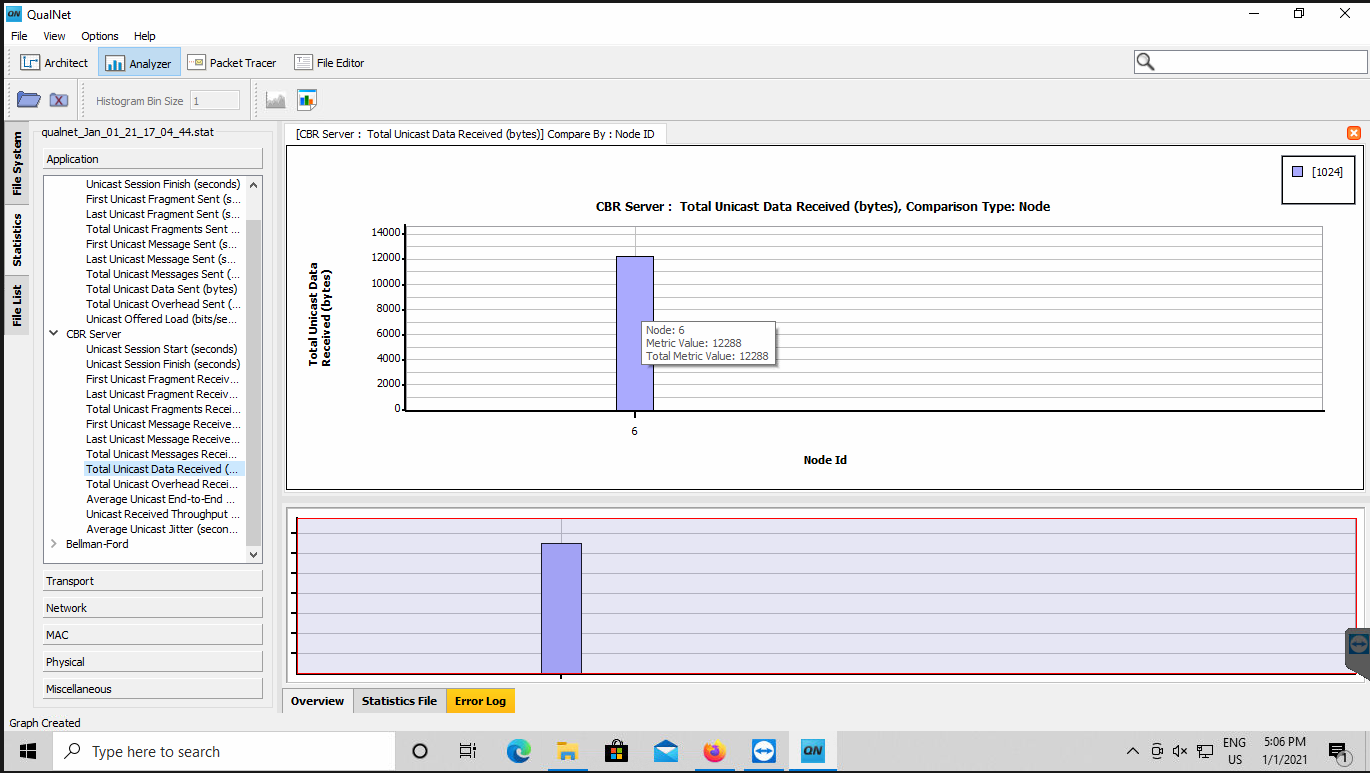 QN QualNet
File View Options Help
Architect Analyzer Packet Tracer File Editor
Histogram Bin Size 1
File System
Statistics
File List
qualnet_Jan_01_21_17_04_44.stat
Application
Unicast Session Finish (seconds)
First Unicast Fragment Sent (s...
Last Unicast Fragment Sent (s...
Total Unicast Fragments Sent ...
First Unicast Message Sent (s...
Last Unicast Message Sent (s...
Total Unicast Messages Sent (...
Total Unicast Data Sent (bytes)
Total Unicast Overhead Sent (...
Unicast Offered Load (bits/se...
CBR Server
Unicast Session Start (seconds)
Unicast Session Finish (seconds)
First Unicast Fragment Receiv...
Last Unicast Fragment Receiv...
Total Unicast Fragments Recei...
First Unicast Message Receive...
Last Unicast Message Receive...
Total Unicast Messages Recei...
Total Unicast Data Received (...
Total Unicast Overhead Recei...
Average Unicast End-to-End ...
Unicast Received Throughput ...
Average Unicast Jitter (secon...
Bellman-Ford
Transport
Network
MAC
Physical
Miscellaneous
[CBR Server : Total Unicast Data Received (bytes)] Compare By : Node ID
[1024]
CBR Server : Total Unicast Data Received (bytes), Comparison Type: Node
Total Unicast Data
Received (bytes)
14000
12000
10000
8000
6000
4000
2000
0
Node: 6
Metric Value: 12288
Total Metric Value: 12288
6
Node Id
Overview Statistics File Error Log
Graph Created
Type here to search
QN
ENG
US
5:06 PM
1/1/2021
1